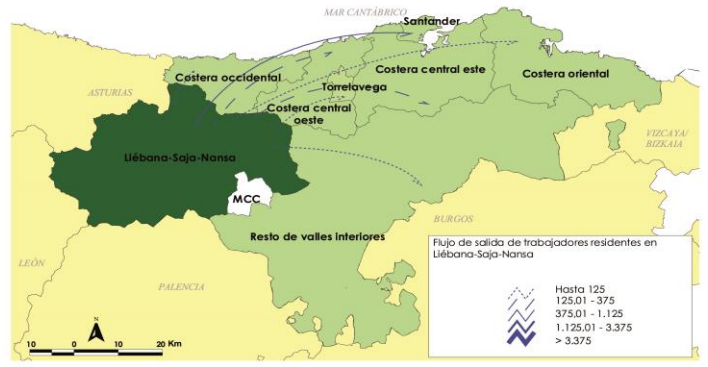 MAR CANTÁBRICO
Santander
Costera occidental
Costera central este
Costera oriental
ASTURIAS
Torrelavega
Costera central
oeste
VIZCAYA/
BIZKAIA
Liébana-Saja-Nansa
MCC
BURGOS
Resto de valles interiores
LEÓN
PALENCIA
Flujo de salida de trabajadores residentes en
Liébana-Saja-Nansa
Hasta 125
125,01 - 375
375,01 - 1.125
1.125,01 - 3.375
> 3.375
N
10 0 10 20 Km